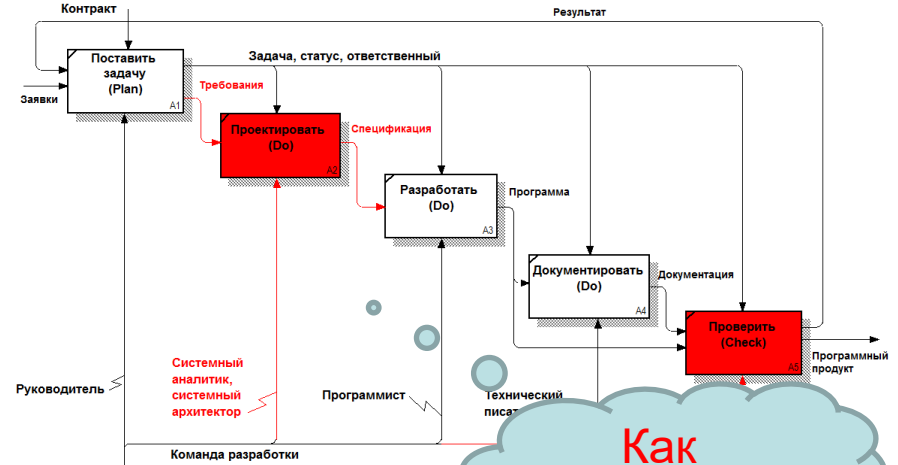 Контракт
Результат
Поставить
задачу
(Plan)
A1
Задача, статус, ответственный
Заявки
Требования
Проектировать
(Do)
A2
Спецификация
Разработать
(Do)
A3
Программа
Документировать
(Do)
A4
Документация
Проверить
(Check)
A5
Программный
продукт
Руководитель
Системный
аналитик,
системный
архитектор
Программист
Технический
Команда разработки
Как